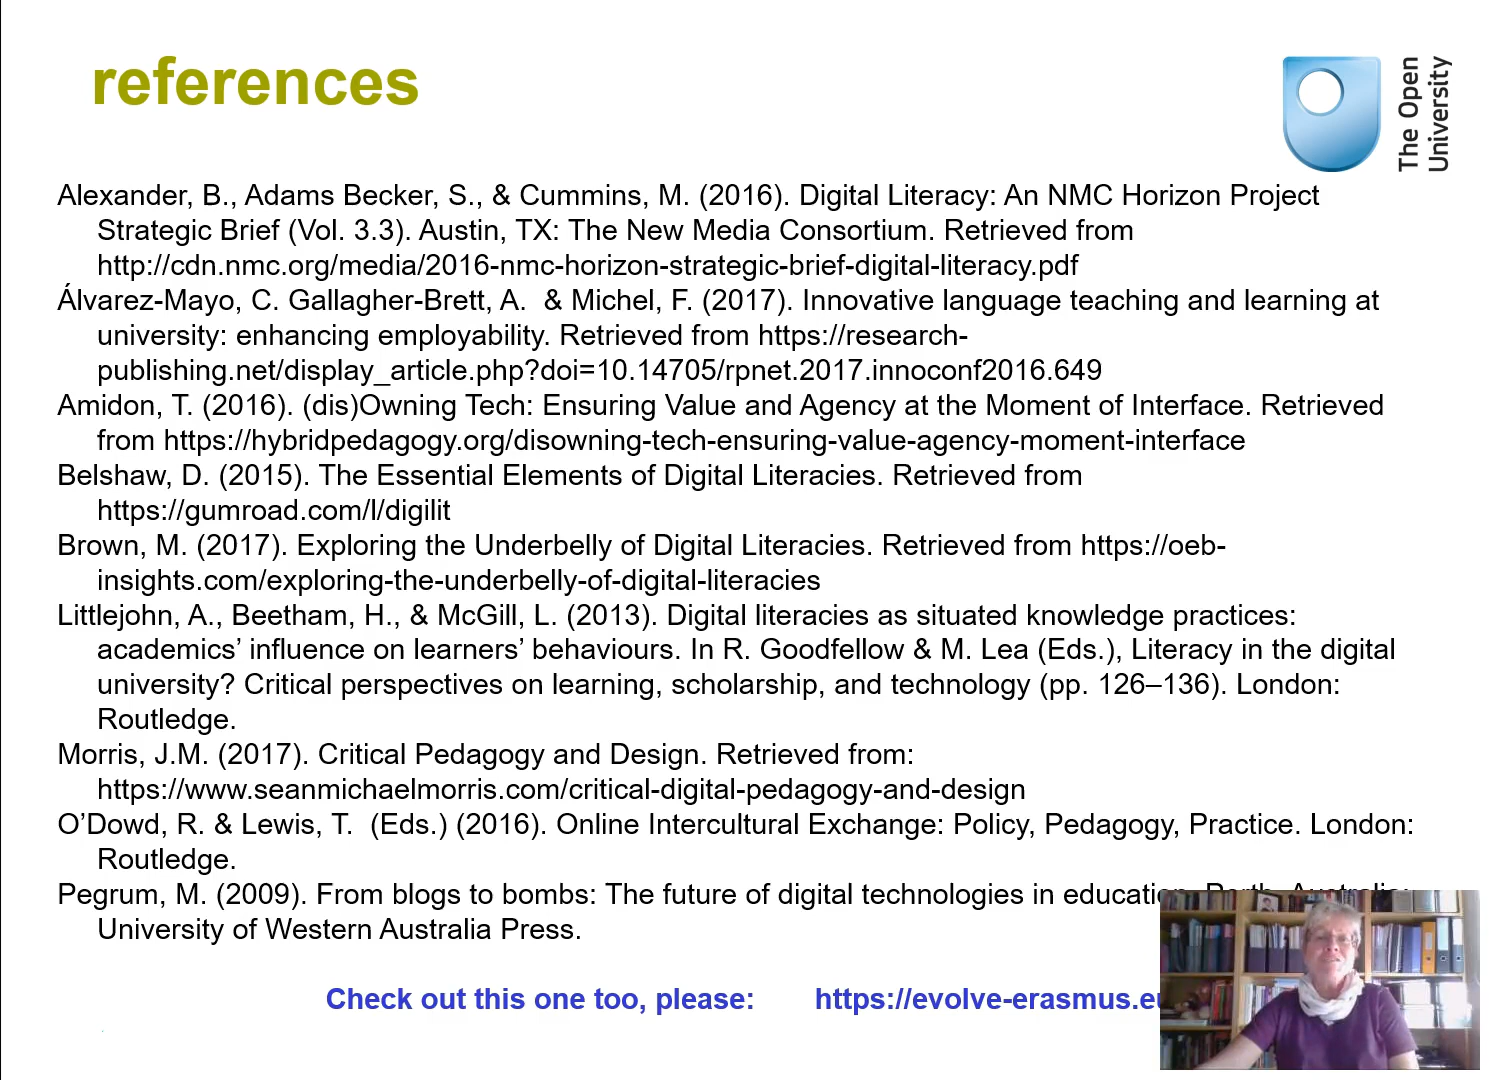 references
The Open
University
Alexander, B., Adams Becker, S., & Cummins, M. (2016). Digital Literacy: An NMC Horizon Project
Strategic Brief (Vol. 3.3). Austin, TX: The New Media Consortium. Retrieved from
http://cdn.nmc.org/media/2016-nmc-horizon-strategic-brief-digital-literacy.pdf
Álvarez-Mayo, C. Gallagher-Brett, A.  & Michel, F. (2017). Innovative language teaching and learning at
university: enhancing employability. Retrieved from https://research-
publishing.net/display_article.php?doi=10.14705/rpnet.2017.innoconf2016.649
Amidon, T. (2016). (dis)Owning Tech: Ensuring Value and Agency at the Moment of Interface. Retrieved
from https://hybridpedagogy.org/disowning-tech-ensuring-value-agency-moment-interface
Belshaw, D. (2015). The Essential Elements of Digital Literacies. Retrieved from
https://gumroad.com/l/digilit
Brown, M. (2017). Exploring the Underbelly of Digital Literacies. Retrieved from https://oeb-
insights.com/exploring-the-underbelly-of-digital-literacies
Littlejohn, A., Beetham, H., & McGill, L. (2013). Digital literacies as situated knowledge practices:
academics’ influence on learners’ behaviours. In R. Goodfellow & M. Lea (Eds.), Literacy in the digital
university? Critical perspectives on learning, scholarship, and technology (pp. 126–136). London:
Routledge.
Morris, J.M. (2017). Critical Pedagogy and Design. Retrieved from:
https://www.seanmichaelmorris.com/critical-digital-pedagogy-and-design
O’Dowd, R. & Lewis, T.  (Eds.) (2016). Online Intercultural Exchange: Policy, Pedagogy, Practice. London:
Routledge.
Pegrum, M. (2009). From blogs to bombs: The future of digital technologies in education. Perth, Australia:
University of Western Australia Press.
Check out this one too, please: https://evolve-erasmus.eu